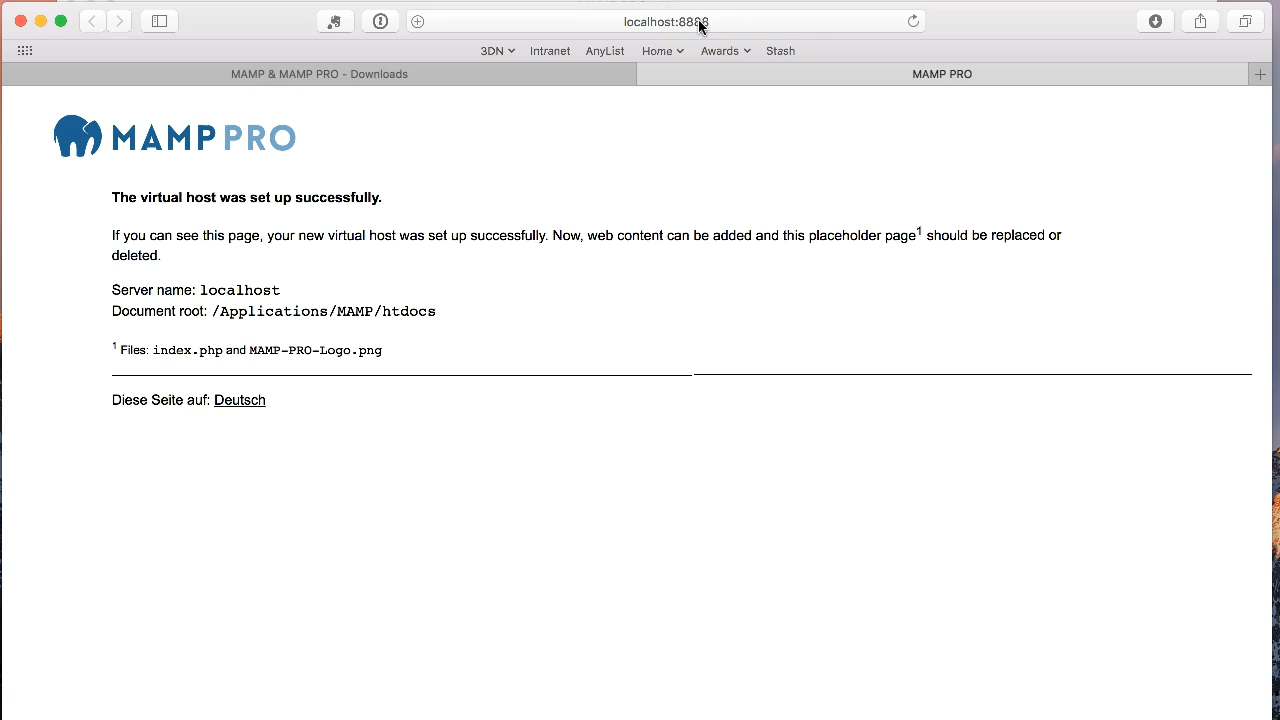 localhost:8888
3DN Intranet AnyList Home Awards Stash
MAMP & MAMP PRO - Downloads
MAMP PRO
MAMP PRO
The virtual host was set up successfully.
If you can see this page, your new virtual host was set up successfully. Now, web content can be added and this placeholder page1 should be replaced or
deleted.
Server name: localhost
Document root: /Applications/MAMP/htdocs
1 Files: index.php and MAMP-PRO-Logo.png
Diese Seite auf: Deutsch